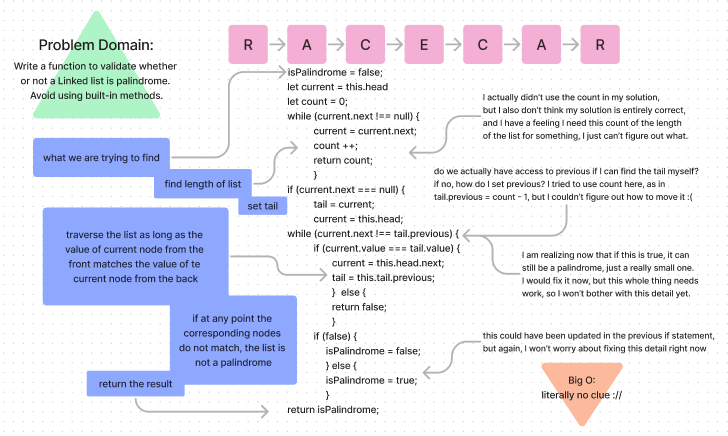 Problem Domain:
Write a function to validate whether
or not a Linked list is palindrome.
Avoid using built-in methods.
R
A
C
E
C
A
R
isPalindrome = false;
let current = this.head
let count = 0;
while (current.next !== null) {
current = current.next;
count ++;
return count;
}
if (current.next === null) {
tail = current;
current = this.head;
while (current.next !== tail.previous) {
if (current.value === tail.value) {
current = this.head.next;
tail = this.tail.previous;
} else {
return false;
}
if (false) {
isPalindrome = false;
} else {
isPalindrome = true;
}
return isPalindrome;
what we are trying to find
find length of list
set tail
traverse the list as long as the
value of current node from the
front matches the value of te
current node from the back
if at any point the
corresponding nodes
do not match, the list is
not a palindrome
return the result
I actually didn't use the count in my solution,
but I also don't think my solution is entirely correct,
and I have a feeling I need this count of the length
of the list for something, I just can't figure out what.
do we actually have access to previous if I can find the tail myself?
if no, how do I set previous? I tried to use count here, as in
tail.previous = count - 1, but I couldn't figure out how to move it :(
I am realizing now that if this is true, it can
still be a palindrome, just a really small one.
I would fix it now, but this whole thing needs
work, so I won't bother with this detail yet.
this could have been updated in the previous if statement,
but again, I won't worry about fixing this detail right now
Big O:
literally no clue ://